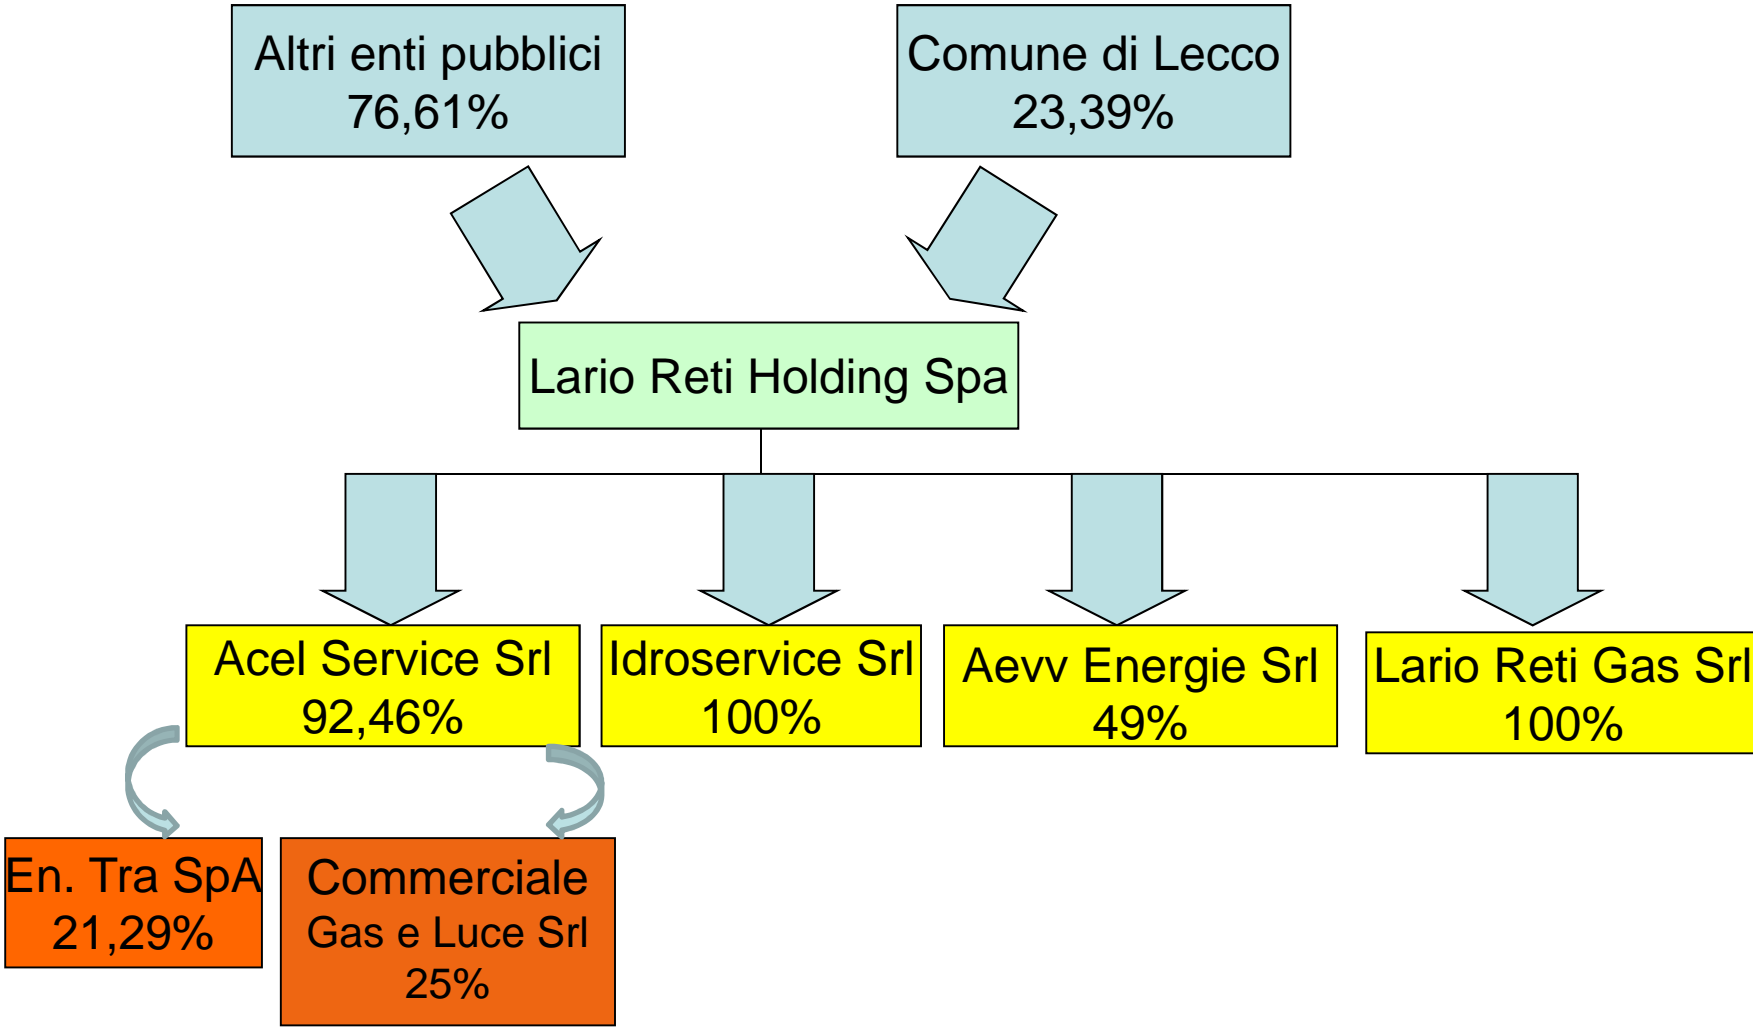 Altri enti pubblici
76,61%
Comune di Lecco
23,39%
Lario Reti Holding Spa
Acel Service Srl
92,46%
Idroservice Srl
100%
Aevv Energie Srl
49%
Lario Reti Gas Srl
100%
En. Tra SpA
21,29%
Commerciale
Gas e Luce Srl
25%